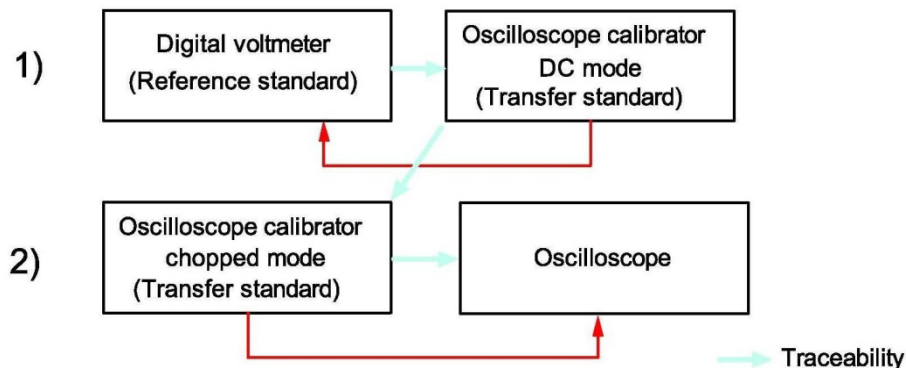 1)
Digital voltmeter
(Reference standard)
Oscilloscope calibrator
DC mode
(Transfer standard)
2)
Oscilloscope calibrator
chopped mode
(Transfer standard)
Oscilloscope
Traceability